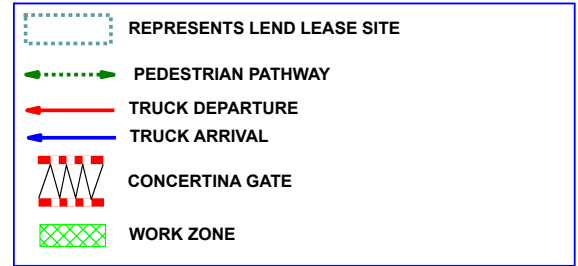 REPRESENTS LEND LEASE SITE
PEDESTRIAN PATHWAY
TRUCK DEPARTURE
TRUCK ARRIVAL
CONCERTINA GATE
WORK ZONE